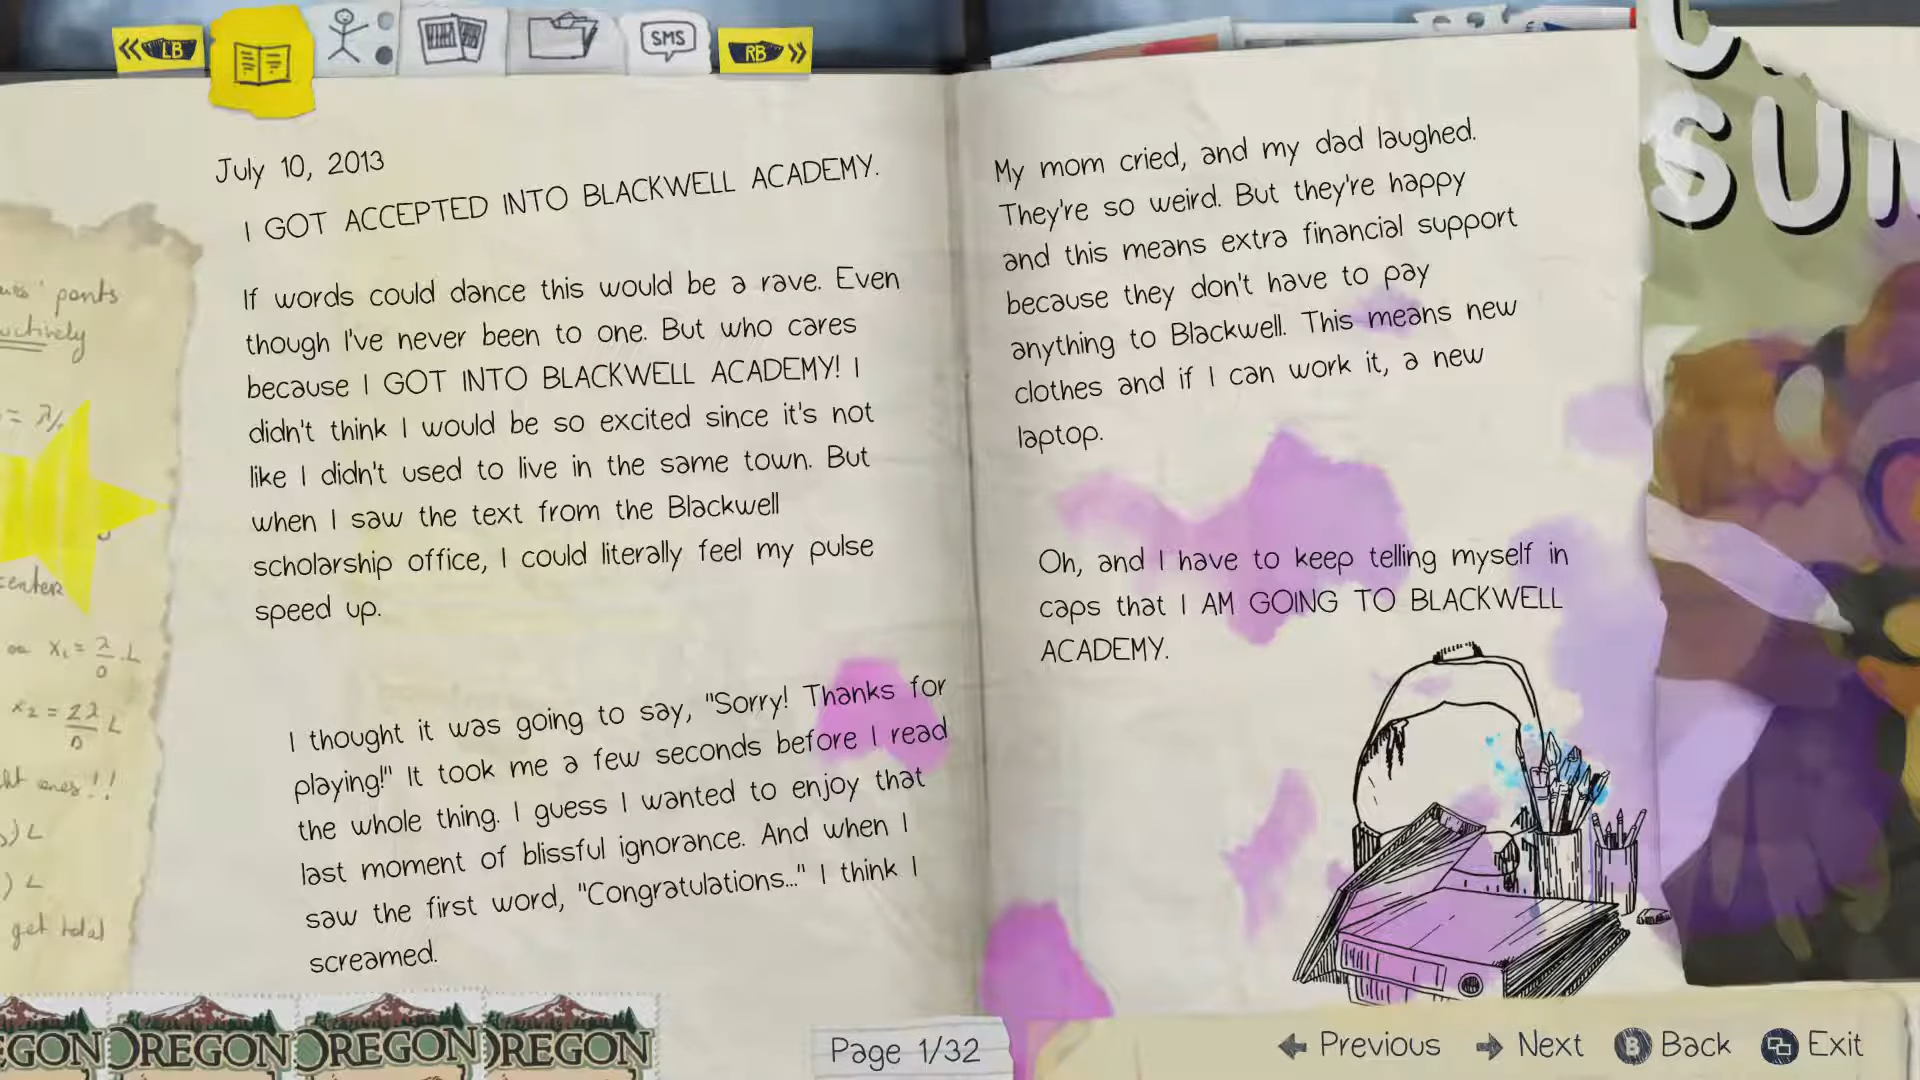 LB
SMS
RB
July 10, 2013
I GOT ACCEPTED INTO BLACKWELL ACADEMY.
If words could dance this would be a rave. Even
though I've never been to one. But who cares
because I GOT INTO BLACKWELL ACADEMY! I
didn't think I would be so excited since it's not
like I didn't used to live in the same town. But
when I saw the text from the Blackwell
scholarship office, I could literally feel my pulse
speed up.
I thought it was going to say, "Sorry! Thanks for
playing!" It took me a few seconds before I read
the whole thing. I guess I wanted to enjoy that
last moment of blissful ignorance. And when I
saw the first word, "Congratulations..." I think I
screamed.
My mom cried, and my dad laughed.
They're so weird. But they're happy
and this means extra financial support
because they don't have to pay
anything to Blackwell. This means new
clothes and if I can work it, a new
laptop.
Oh, and I have to keep telling myself in
caps that I AM GOING TO BLACKWELL
ACADEMY.
pants
get total
OREGON OREGON OREGON
Page 1/32
Previous Next B Back Exit